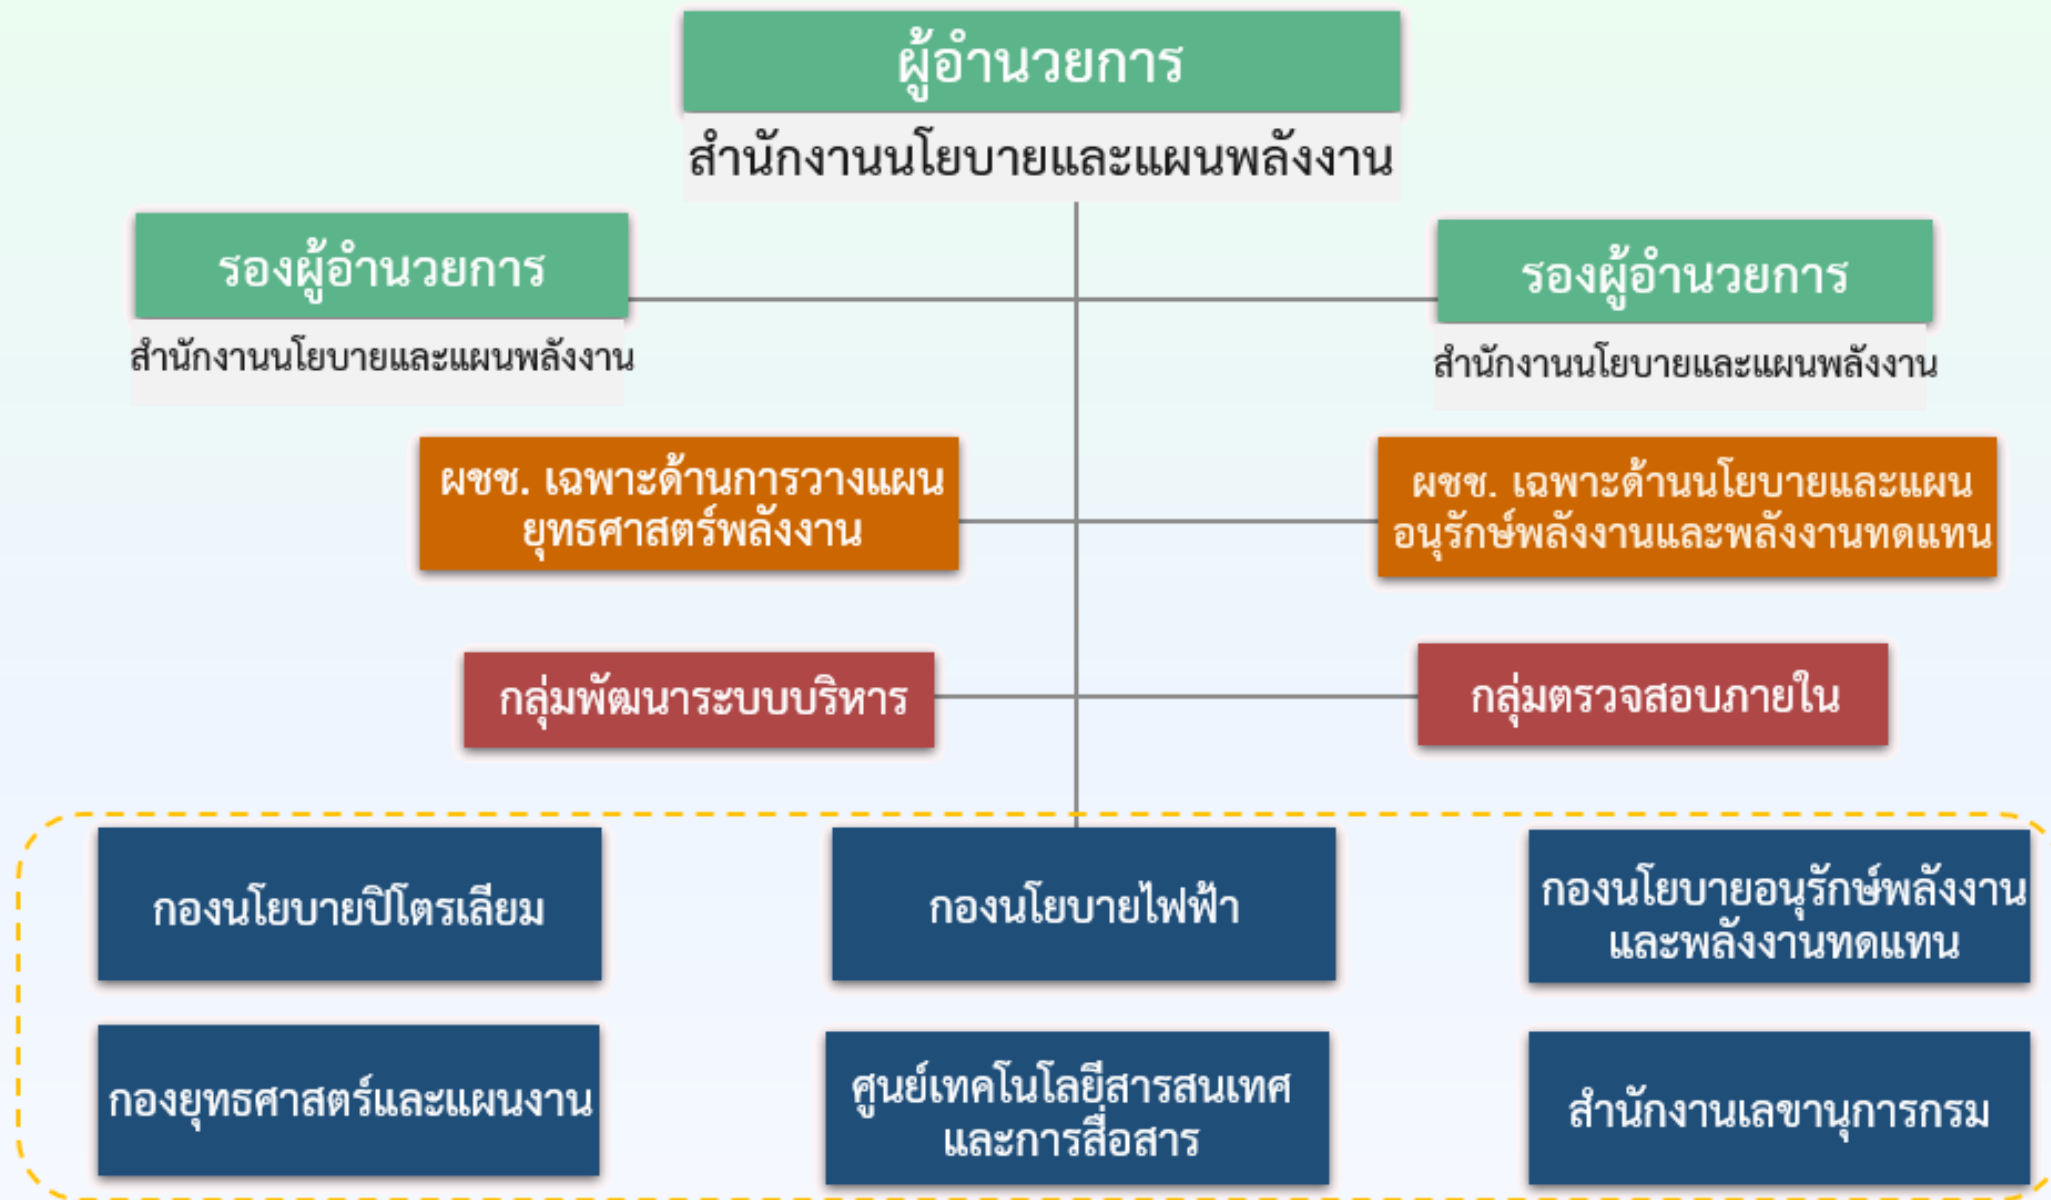 ผู้อำนวยการ
สำนักงานนโยบายและแผนพลังงาน
รองผู้อำนวยการ
สำนักงานนโยบายและแผนพลังงาน
รองผู้อำนวยการ
สำนักงานนโยบายและแผนพลังงาน
ผชช. เฉพาะด้านการวางแผน
ยุทธศาสตร์พลังงาน
ผชช. เฉพาะด้านนโยบายและแผน
อนุรักษ์พลังงานและพลังงานทดแทน
กลุ่มพัฒนาระบบบริหาร
กลุ่มตรวจสอบภายใน
กองนโยบายปิโตรเลียม
กองนโยบายไฟฟ้า
กองนโยบายอนุรักษ์พลังงาน
และพลังงานทดแทน
กองยุทธศาสตร์และแผนงาน
ศูนย์เทคโนโลยีสารสนเทศ
และการสื่อสาร
สำนักงานเลขานุการกรม